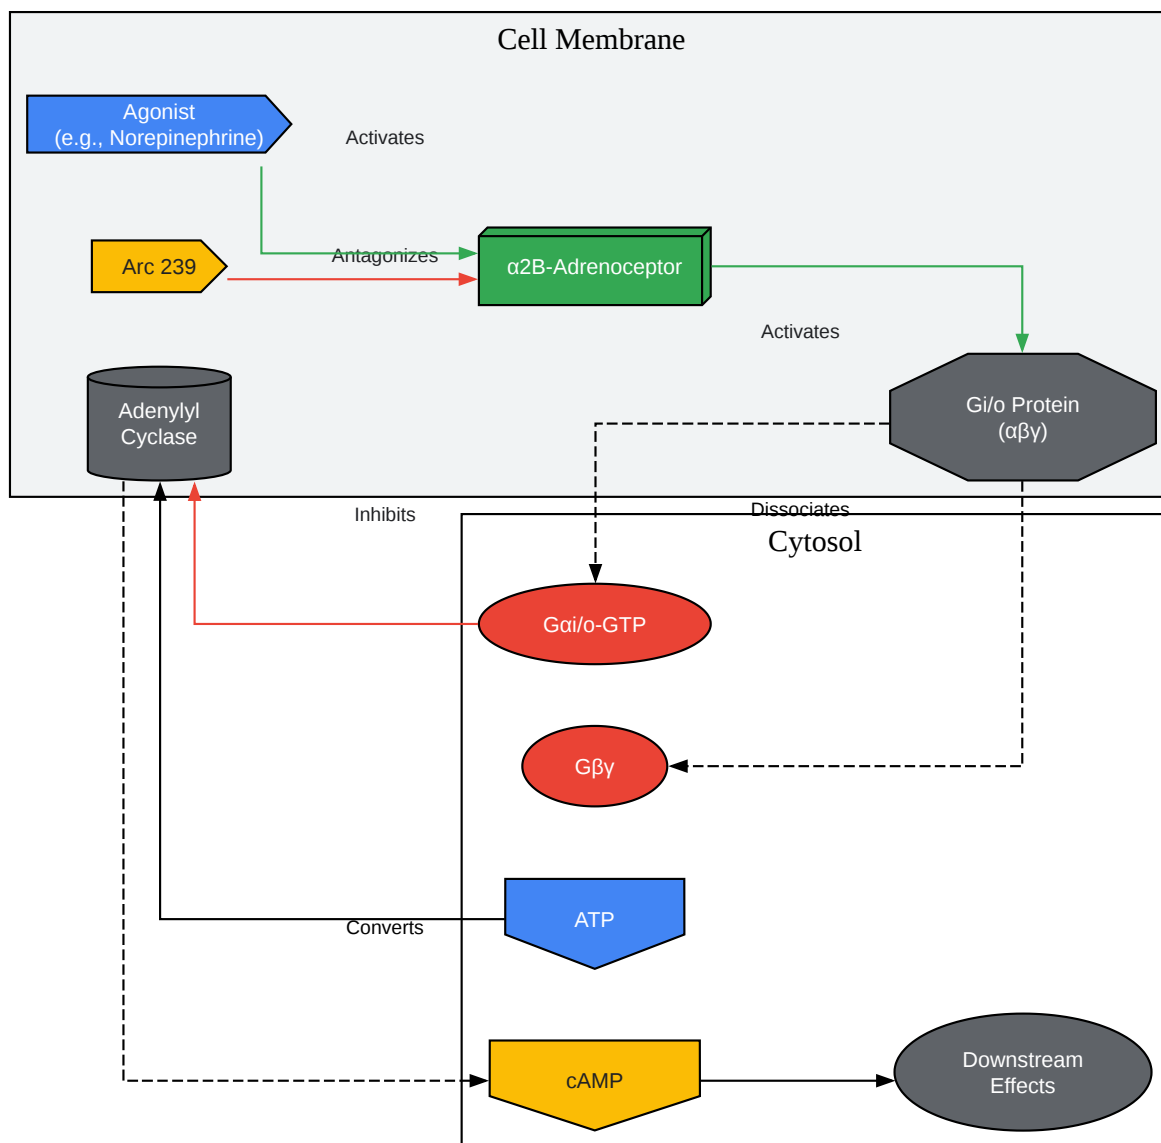 Cell Membrane
Agonist
(e.g., Norepinephrine)
Activates
Antagonizes
Arc 239
α2B-Adrenoceptor
Activates
Adenylyl
Cyclase
Gi/o Protein
(αβγ)
Inhibits
Dissociates
Cytosol
Gαi/o-GTP
Gβγ
ATP
Converts
cAMP
Downstream
Effects